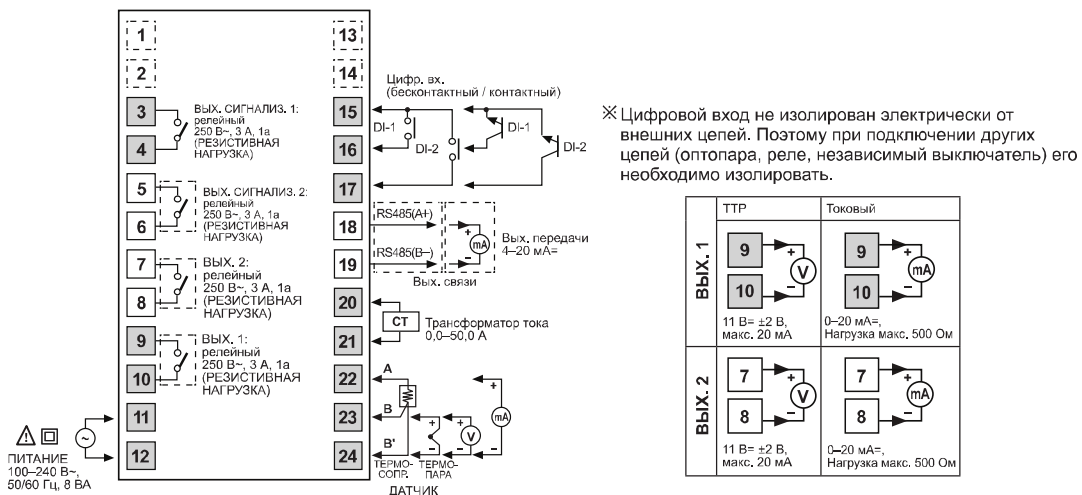 1
2
3
4
ВЫХ. СИГНАЛИЗ. 1:
релейный
250 В~, 3 А, 1a
(РЕЗИСТИВНАЯ
НАГРУЗКА)
5
6
ВЫХ. СИГНАЛИЗ. 2:
релейный
250 В~, 3 А, 1a
(РЕЗИСТИВНАЯ
НАГРУЗКА)
7
8
ВЫХ. 2:
релейный
250 В~, 3 А, 1a
(РЕЗИСТИВНАЯ
НАГРУЗКА)
9
10
ВЫХ. 1:
релейный
250 В~, 3 А, 1a
(РЕЗИСТИВНАЯ
НАГРУЗКА)
11
12
~
ПИТАНИЕ
100–240 В~,
50/60 Гц, 8 ВА
13
14
15
16
17
18
19
20
21
22
23
24
Цифр. вх.
(бесконтактный / контактный)
DI-1
DI-2
DI-1
DI-2
RS485(A+)
RS485(B–)
+
mA
–
Вых. передачи
4–20 мА=
Вых. связи
CT
Трансформатор тока
0,0–50,0 А
A
B
B'
+
–
+
V
–
+
mA
–
ТЕРМО-
СОПР.
ТЕРМО-
ПАРА
ДАТЧИК
※ Цифровой вход не изолирован электрически от
внешних цепей. Поэтому при подключении других
цепей (оптопара, реле, независимый выключатель) его
необходимо изолировать.
ТТР
Токовый
ВЫХ. 1
9
10
+
V
–
11 В= ±2 В,
макс. 20 мА
9
10
+
mA
–
0–20 мА=,
Нагрузка макс. 500 Ом
ВЫХ. 2
7
8
+
V
–
11 В= ±2 В,
макс. 20 мА
7
8
+
mA
–
0–20 мА=,
Нагрузка макс. 500 Ом